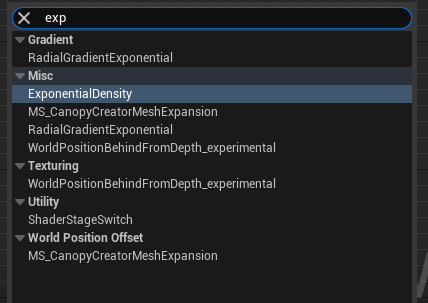 exp
Gradient
RadialGradientExponential
Misc
ExponentialDensity
MS_CanopyCreatorMeshExpansion
RadialGradientExponential
WorldPositionBehindFromDepth_experimental
Texturing
WorldPositionBehindFromDepth_experimental
Utility
ShaderStageSwitch
World Position Offset
MS_CanopyCreatorMeshExpansion